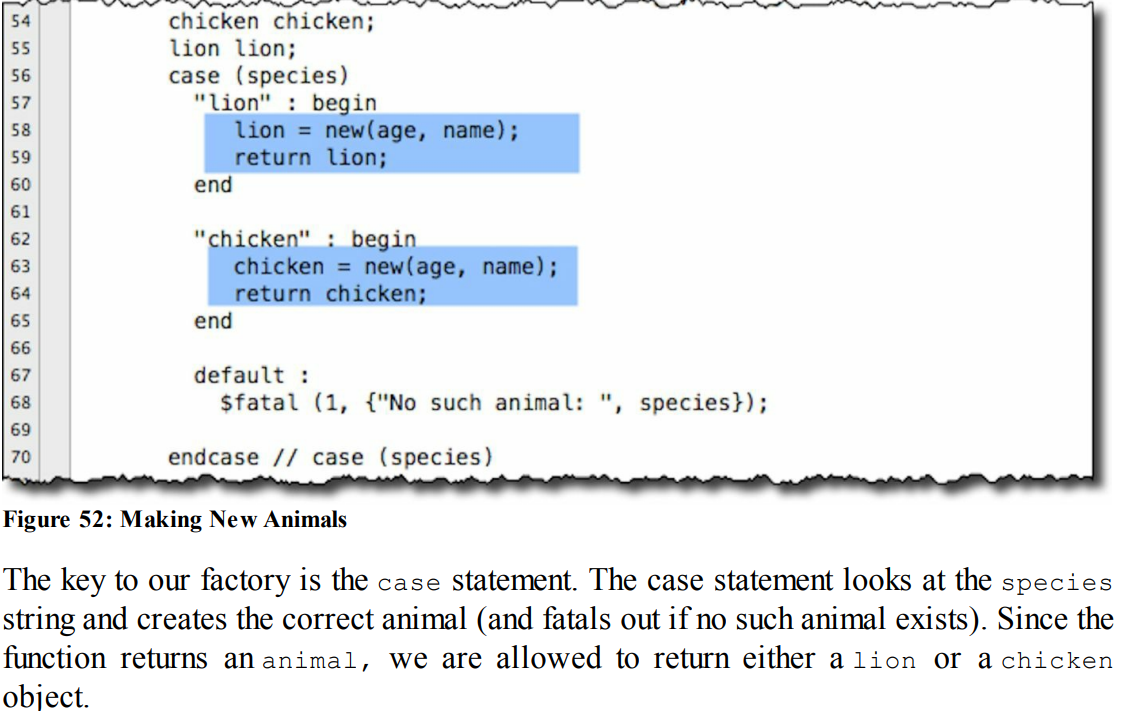 54 chicken chicken;
55 lion lion;
56 case (species)
57 "lion" : begin
58 lion = new(age, name);
59 return lion;
60 end
61
62 "chicken" : begin
63 chicken = new(age, name);
64 return chicken;
65 end
66
67 default :
68 $fatal (1, {"No such animal: ", species});
69
70 endcase // case (species)
Figure 52: Making New Animals
The key to our factory is the case statement. The case statement looks at the species
string and creates the correct animal (and fatals out if no such animal exists). Since the
function returns an animal, we are allowed to return either a lion or a chicken
object.